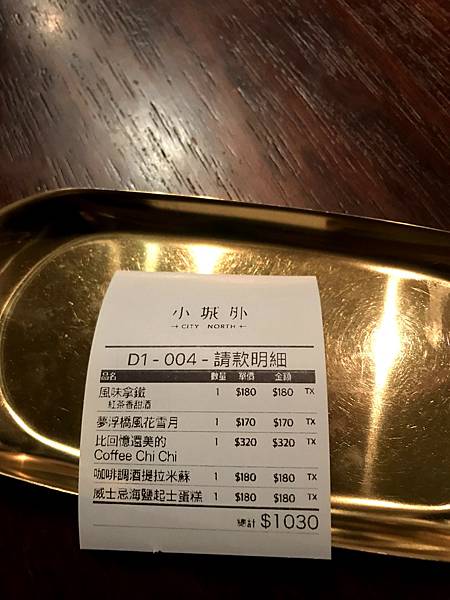 小城外
CITY NORTH
D1 - 004 - 請款明細
品名 數量 單價 金額
風味拿鐵 1 $180 $180 TX
紅茶香甜酒
夢浮橋風花雪月 1 $170 $170 TX
比回憶還美的 1 $320 $320 TX
Coffee Chi Chi
咖啡調酒提拉米蘇 1 $180 $180 TX
威士忌海鹽起士蛋糕 1 $180 $180 TX
總計 $1030